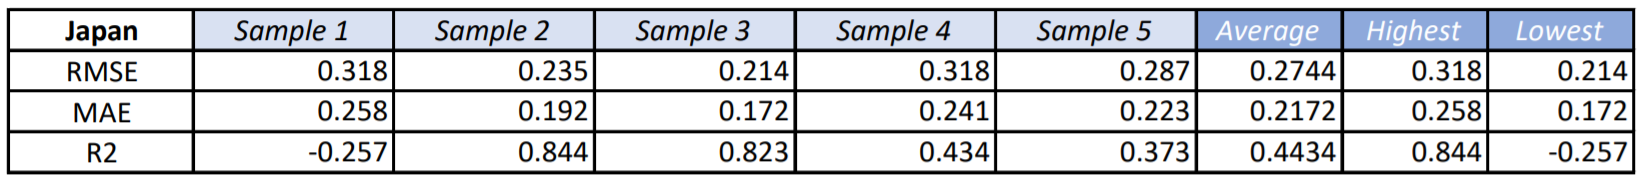 Japan Sample 1 Sample 2 Sample 3 Sample 4 Sample 5 Average Highest Lowest
RMSE 0.318 0.235 0.214 0.318 0.287 0.2744 0.318 0.214
MAE 0.258 0.192 0.172 0.241 0.223 0.2172 0.258 0.172
R2 -0.257 0.844 0.823 0.434 0.373 0.4434 0.844 -0.257